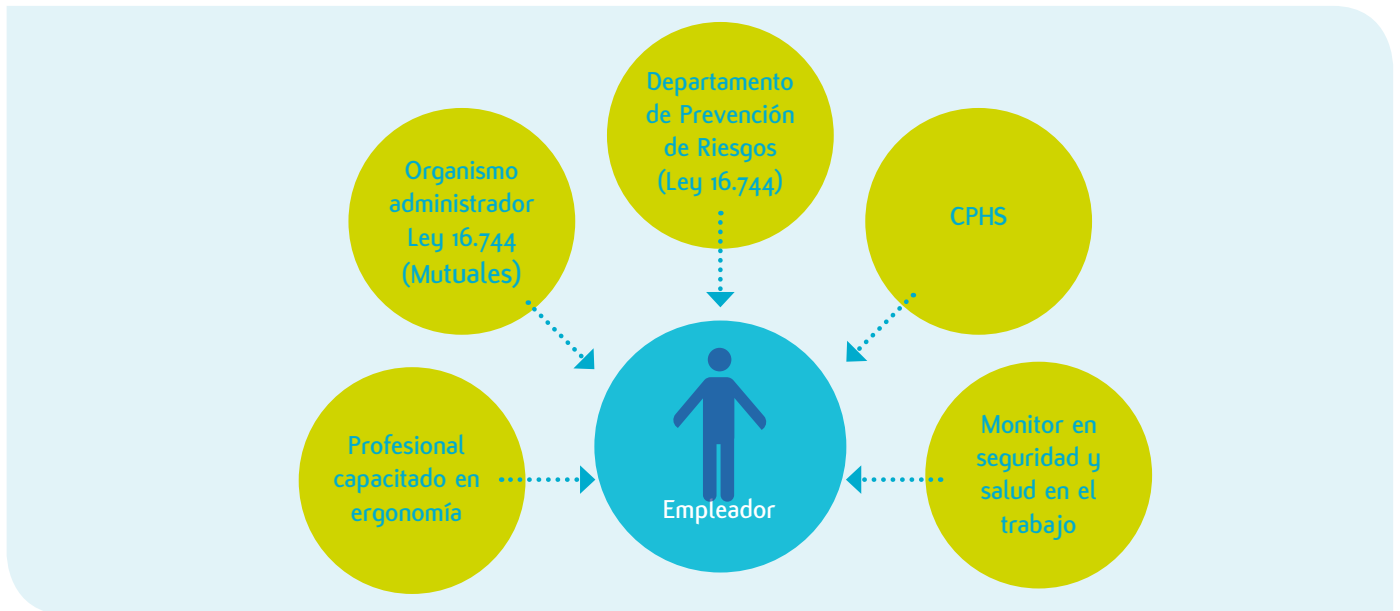 Departamento
de Prevención
de Riesgos
(Ley 16.744)
Organismo
administrador
Ley 16.744
(Mutuales)
CPHS
Profesional
capacitado en
ergonomía
Empleador
Monitor en
seguridad y
salud en el
trabajo